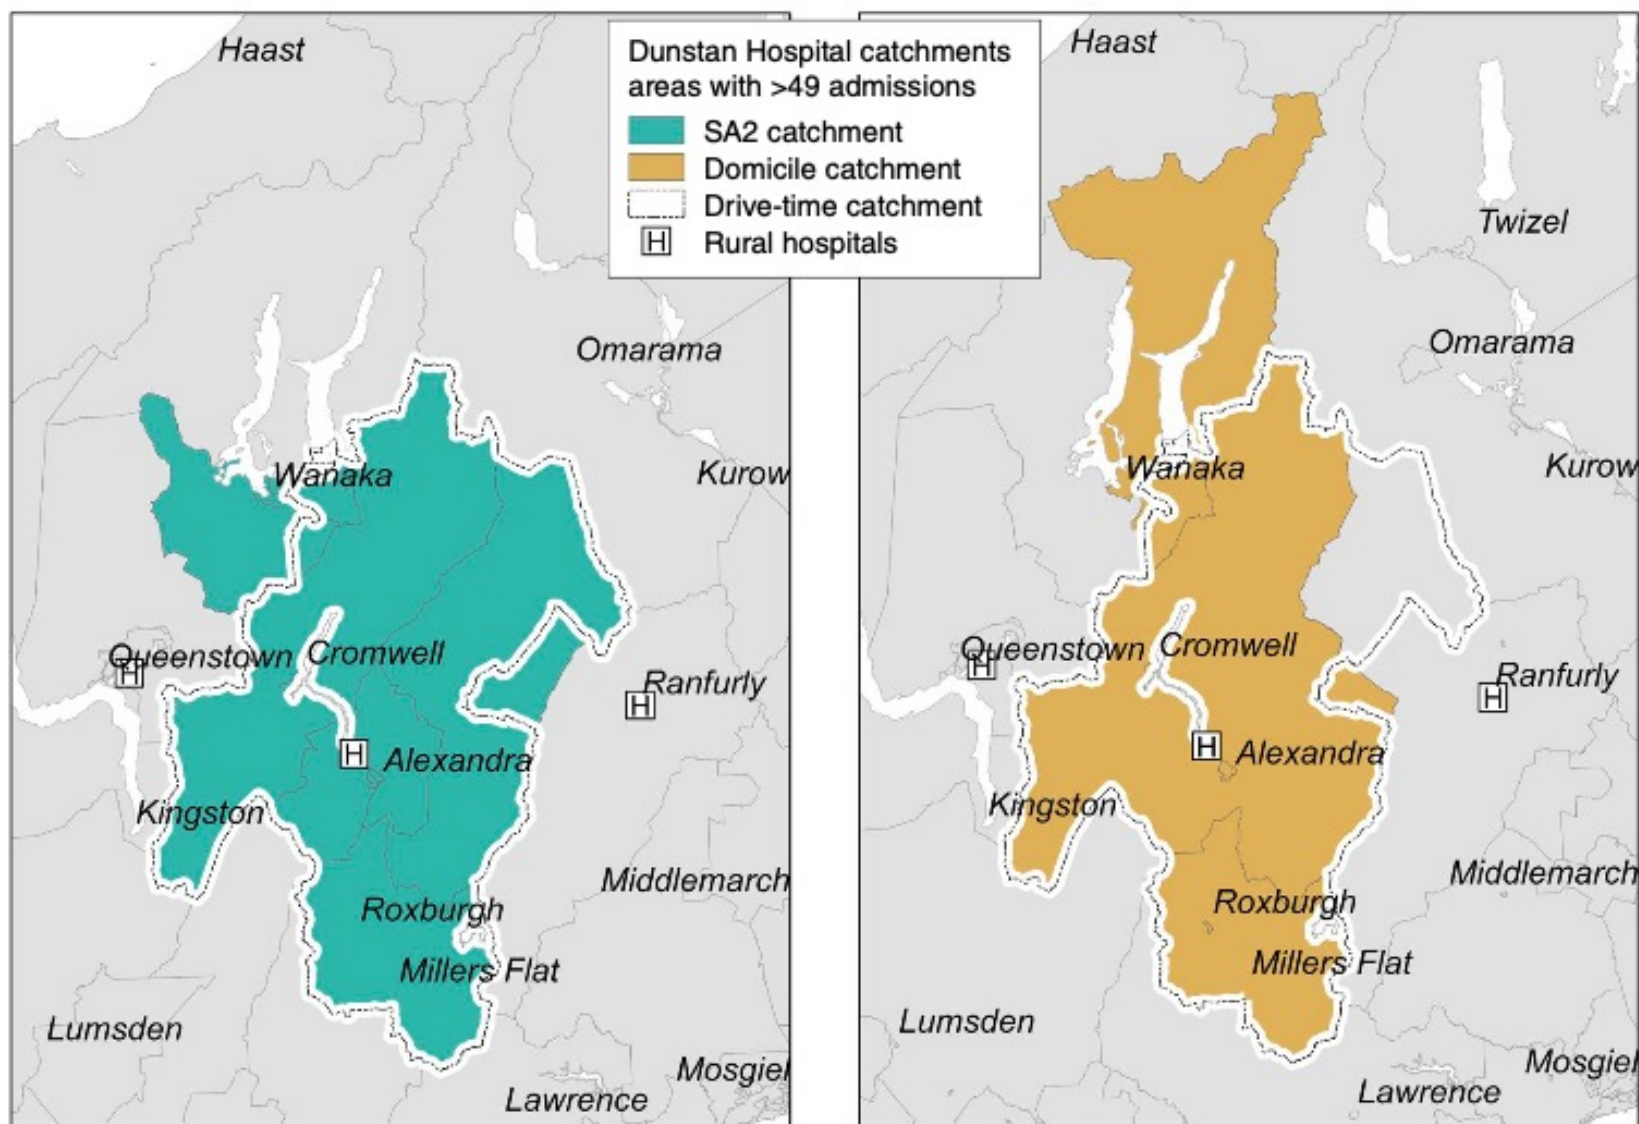 Haast
Dunstan Hospital catchments
areas with >49 admissions
SA2 catchment
Domicile catchment
Drive-time catchment
H Rural hospitals
Omarama
Wanaka
Kurow
Queenstown
Cromwell
H
Ranfurly
H
H
Alexandra
Kingston
Middlemarch
Roxburgh
Millers Flat
Lumsden
Mosgiel
Lawrence
Haast
Twizel
Omarama
Wanaka
Kurow
Queenstown
Cromwell
H
Ranfurly
H
H
Alexandra
Kingston
Middlemarch
Roxburgh
Millers Flat
Lumsden
Mosgiel
Lawrence